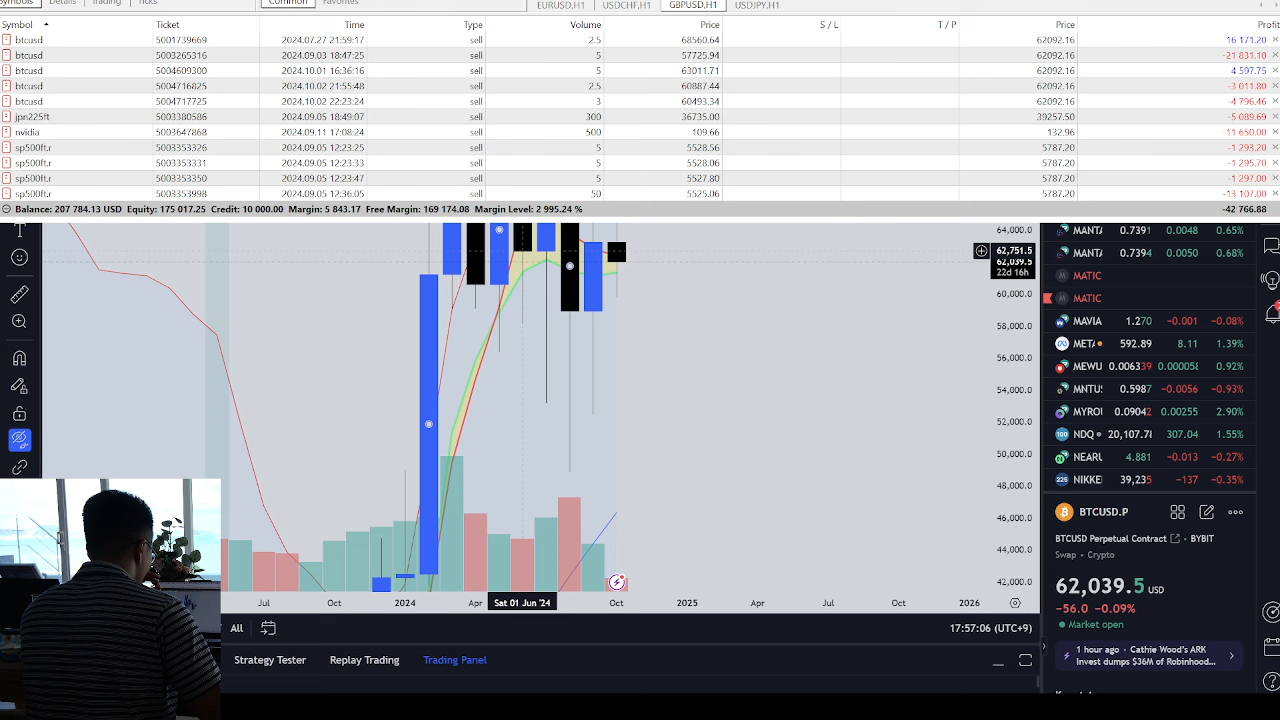 Symbols Details Trading Ticks Common Favorites EURUSD,H1 USDCHF,H1 GBPUSD,H1 USDJPY,H1
Symbol Ticket Time Type Volume Price S / L T / P Price Profit
btcusd 5001739669 2024.07.27 21:59:17 sell 2.5 68560.64 62092.16 16 171.20
btcusd 5003265316 2024.09.03 18:47:25 sell 5 57725.94 62092.16 -21 831.10
btcusd 5004609300 2024.10.01 16:36:16 sell 5 63011.71 62092.16 4 597.75
btcusd 5004716825 2024.10.02 21:55:48 sell 2.5 60887.44 62092.16 -3 011.80
btcusd 5004717725 2024.10.02 22:23:24 sell 3 60493.34 62092.16 -4 796.46
jpn225ft 5003380586 2024.09.05 18:49:07 sell 300 36735.00 39257.50 -5 089.69
nvidia 5003647868 2024.09.11 17:08:24 sell 500 109.66 132.96 -11 650.00
sp500ft.r 5003353326 2024.09.05 12:23:25 sell 5 5528.56 5787.20 -1 293.20
sp500ft.r 5003353331 2024.09.05 12:23:33 sell 5 5528.06 5787.20 -1 295.70
sp500ft.r 5003353350 2024.09.05 12:23:47 sell 5 5527.80 5787.20 -1 297.00
sp500ft.r 5003353998 2024.09.05 12:36:05 sell 50 5525.06 5787.20 -13 107.00
Balance: 207 784.13 USD Equity: 175 017.25 Credit: 10 000.00 Margin: 5 843.17 Free Margin: 169 174.08 Margin Level: 2 995.24 % -42 766.88
64,000.0
62,751.5
62,039.5
22d 16h
60,000.0
58,000.0
56,000.0
54,000.0
52,000.0
50,000.0
48,000.0
46,000.0
44,000.0
42,000.0
Jul Oct 2024 Apr Sat 01 Jun '24 Oct 2025 Apr Jul Oct 2026
All 17:57:06 (UTC+9)
Strategy Tester Replay Trading Trading Panel
MANTA 0.7391 0.0048 0.65%
MANTA 0.7394 0.0050 0.68%
MATIC
MATIC
MAVIA 1.270 -0.001 -0.08%
META 592.89 8.11 1.39%
MEWU 0.006339 0.000058 0.92%
MNTUS 0.5987 -0.0056 -0.93%
MYROU 0.09042 0.00255 2.90%
100 NDQ 20,107.78 307.04 1.55%
NEARU 4.881 -0.013 -0.27%
225 NIKKEI 39,235 -137 -0.35%
BTCUSD.P
BTCUSD Perpetual Contract • BYBIT
Swap • Crypto
62,039.5 USD
-56.0 -0.09%
Market open
1 hour ago • Cathie Wood's ARK
Invest dumps $36M of Robinhood...